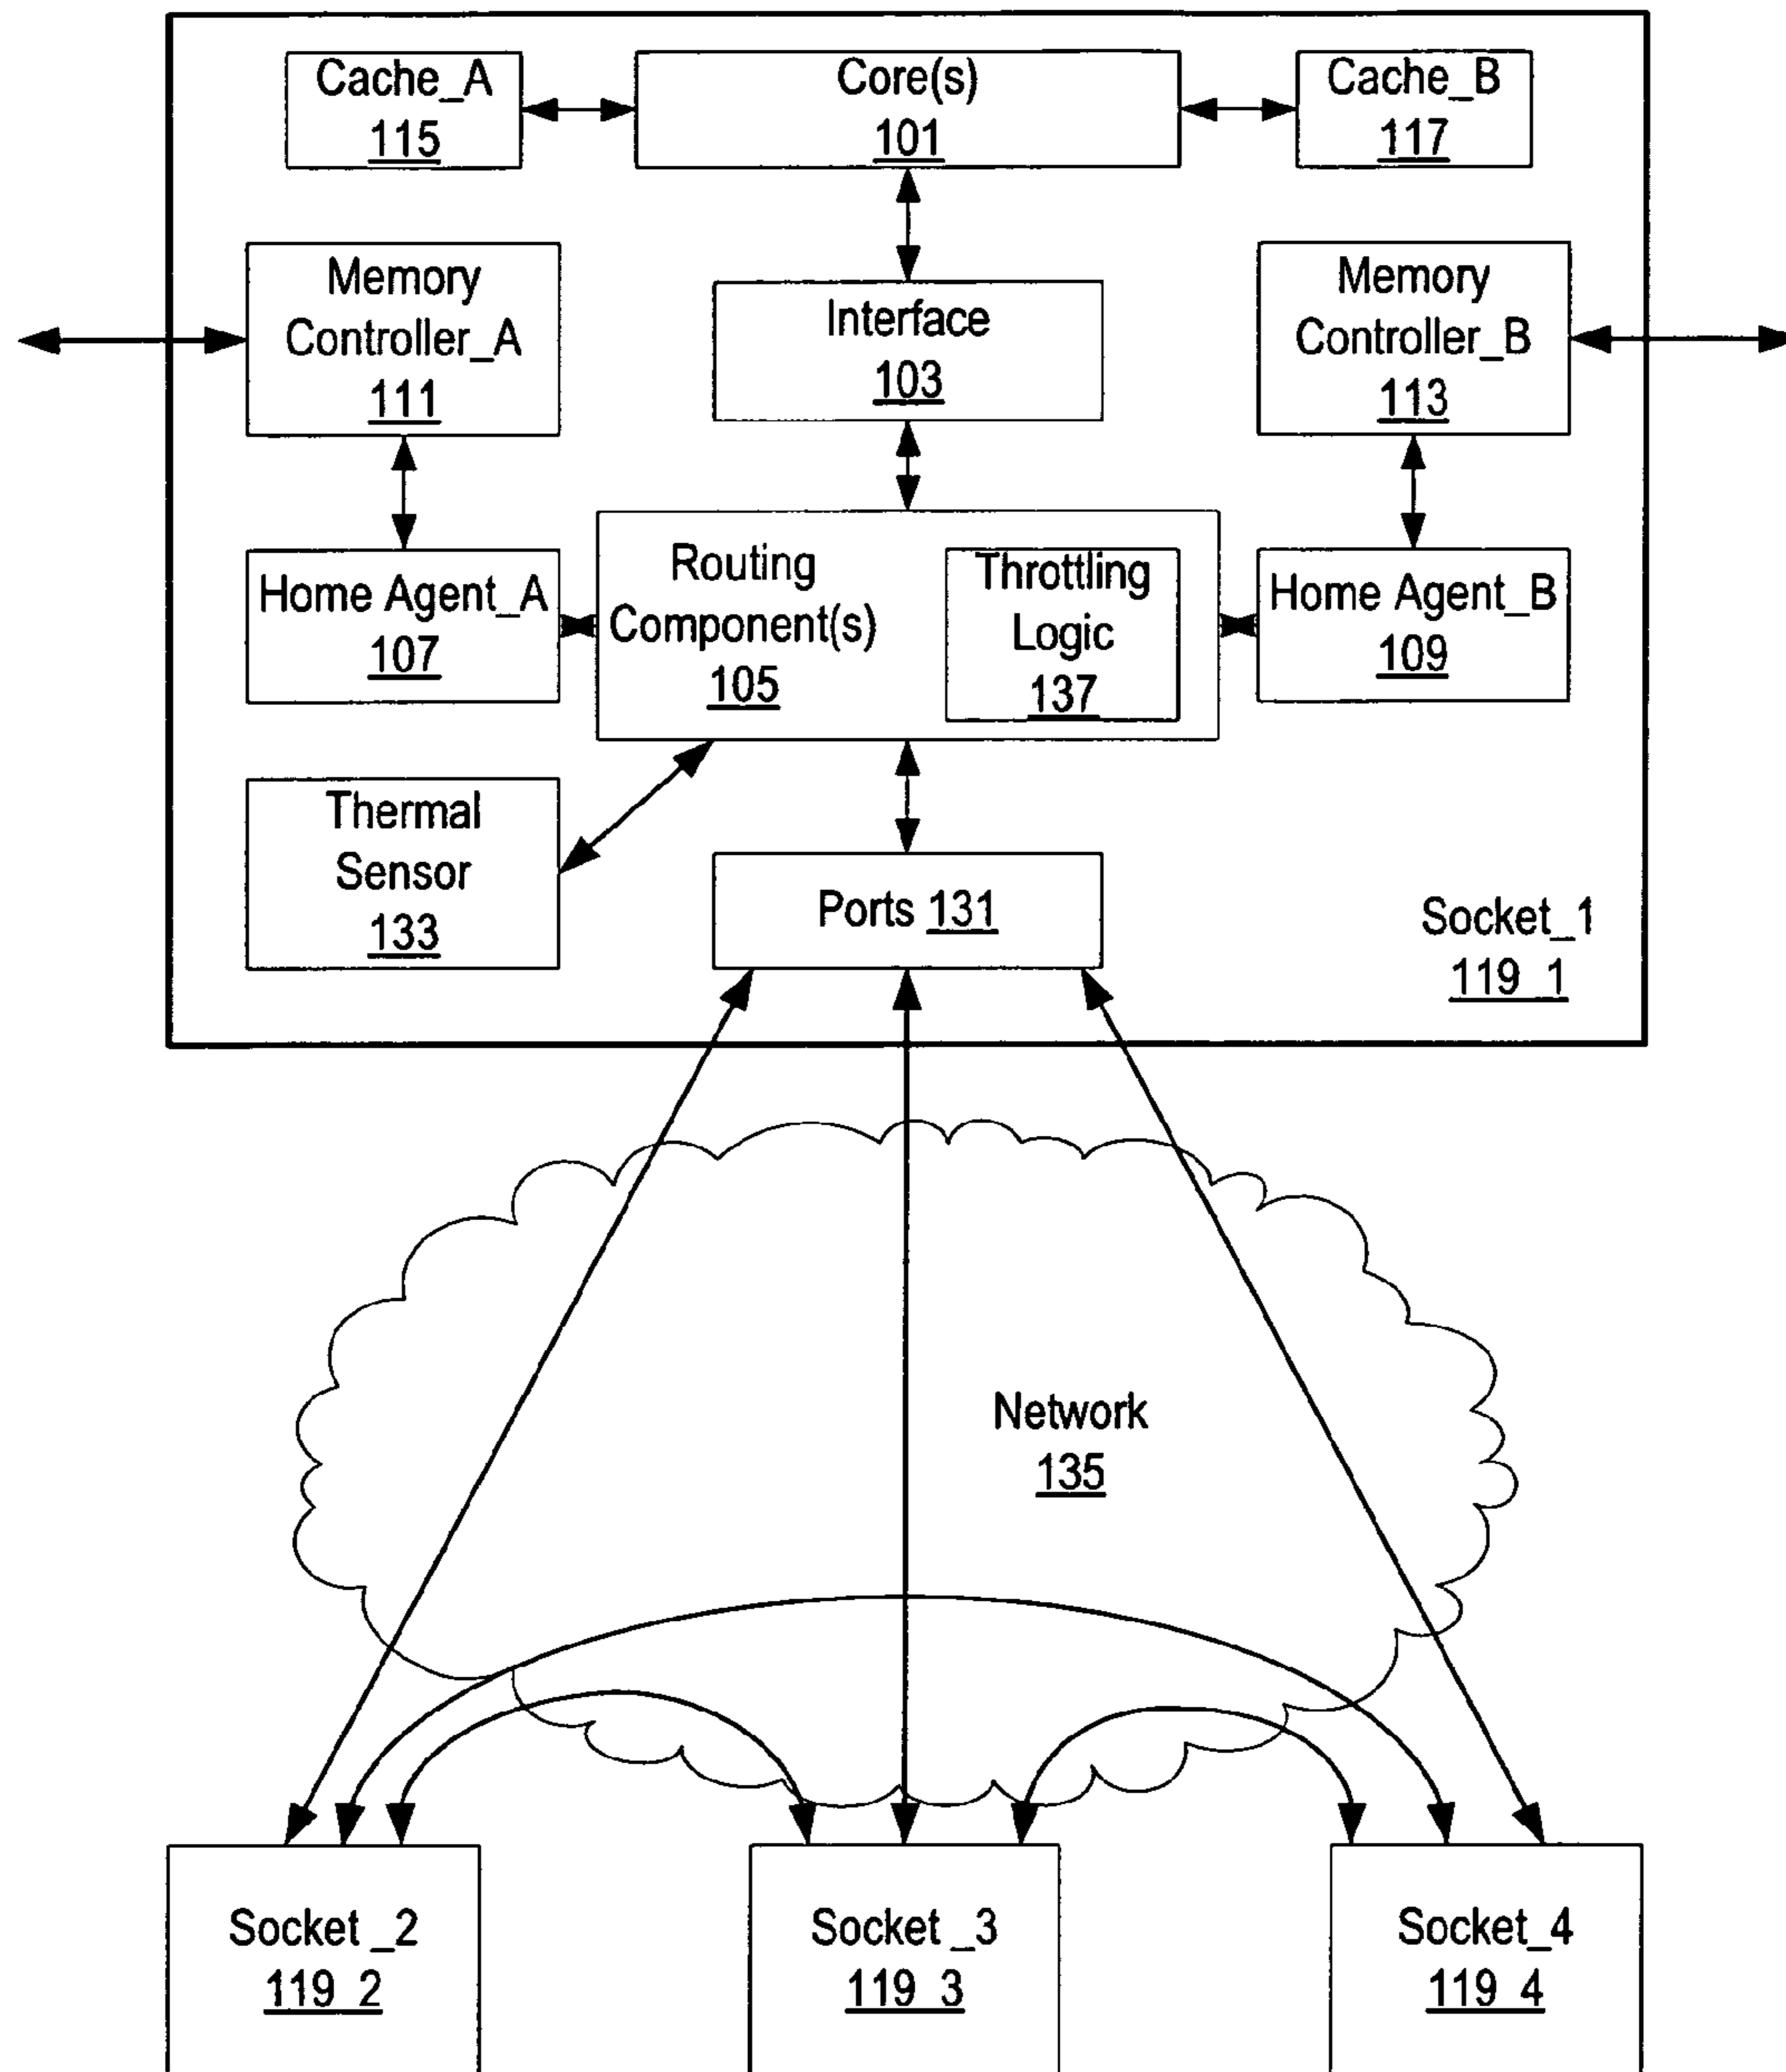 Cache_A
115
Core(s)
101
Cache_B
117
Memory
Controller_A
111
Interface
103
Memory
Controller_B
113
Home Agent_A
107
Routing
Component(s)
105
Throttling
Logic
137
Home Agent_B
109
Thermal
Sensor
133
Ports 131
Socket_1
119_1
Network
135
Socket _2
119_2
Socket _3
119_3
Socket_4
119_4